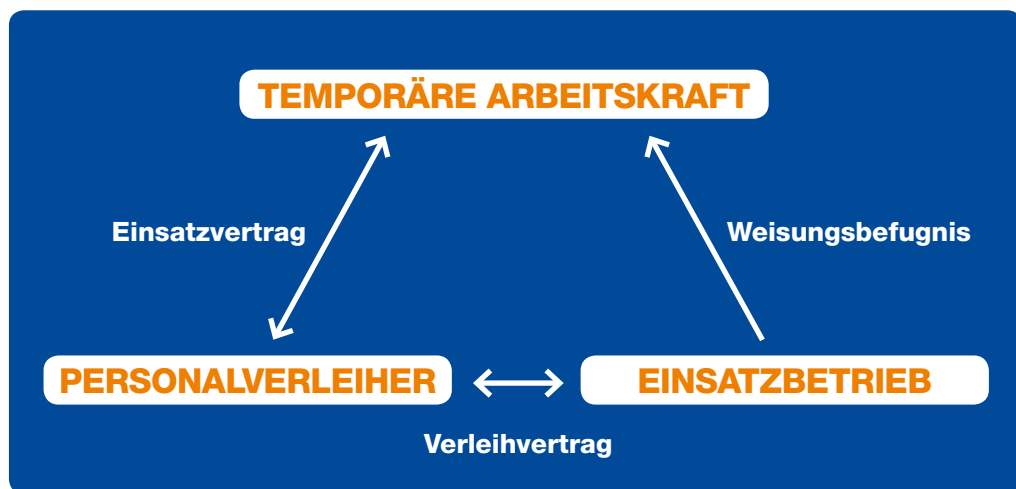 TEMPORÄRE ARBEITSKRAFT
Einsatzvertrag
Weisungsbefugnis
PERSONALVERLEIHER
EINSATZBETRIEB
Verleihvertrag